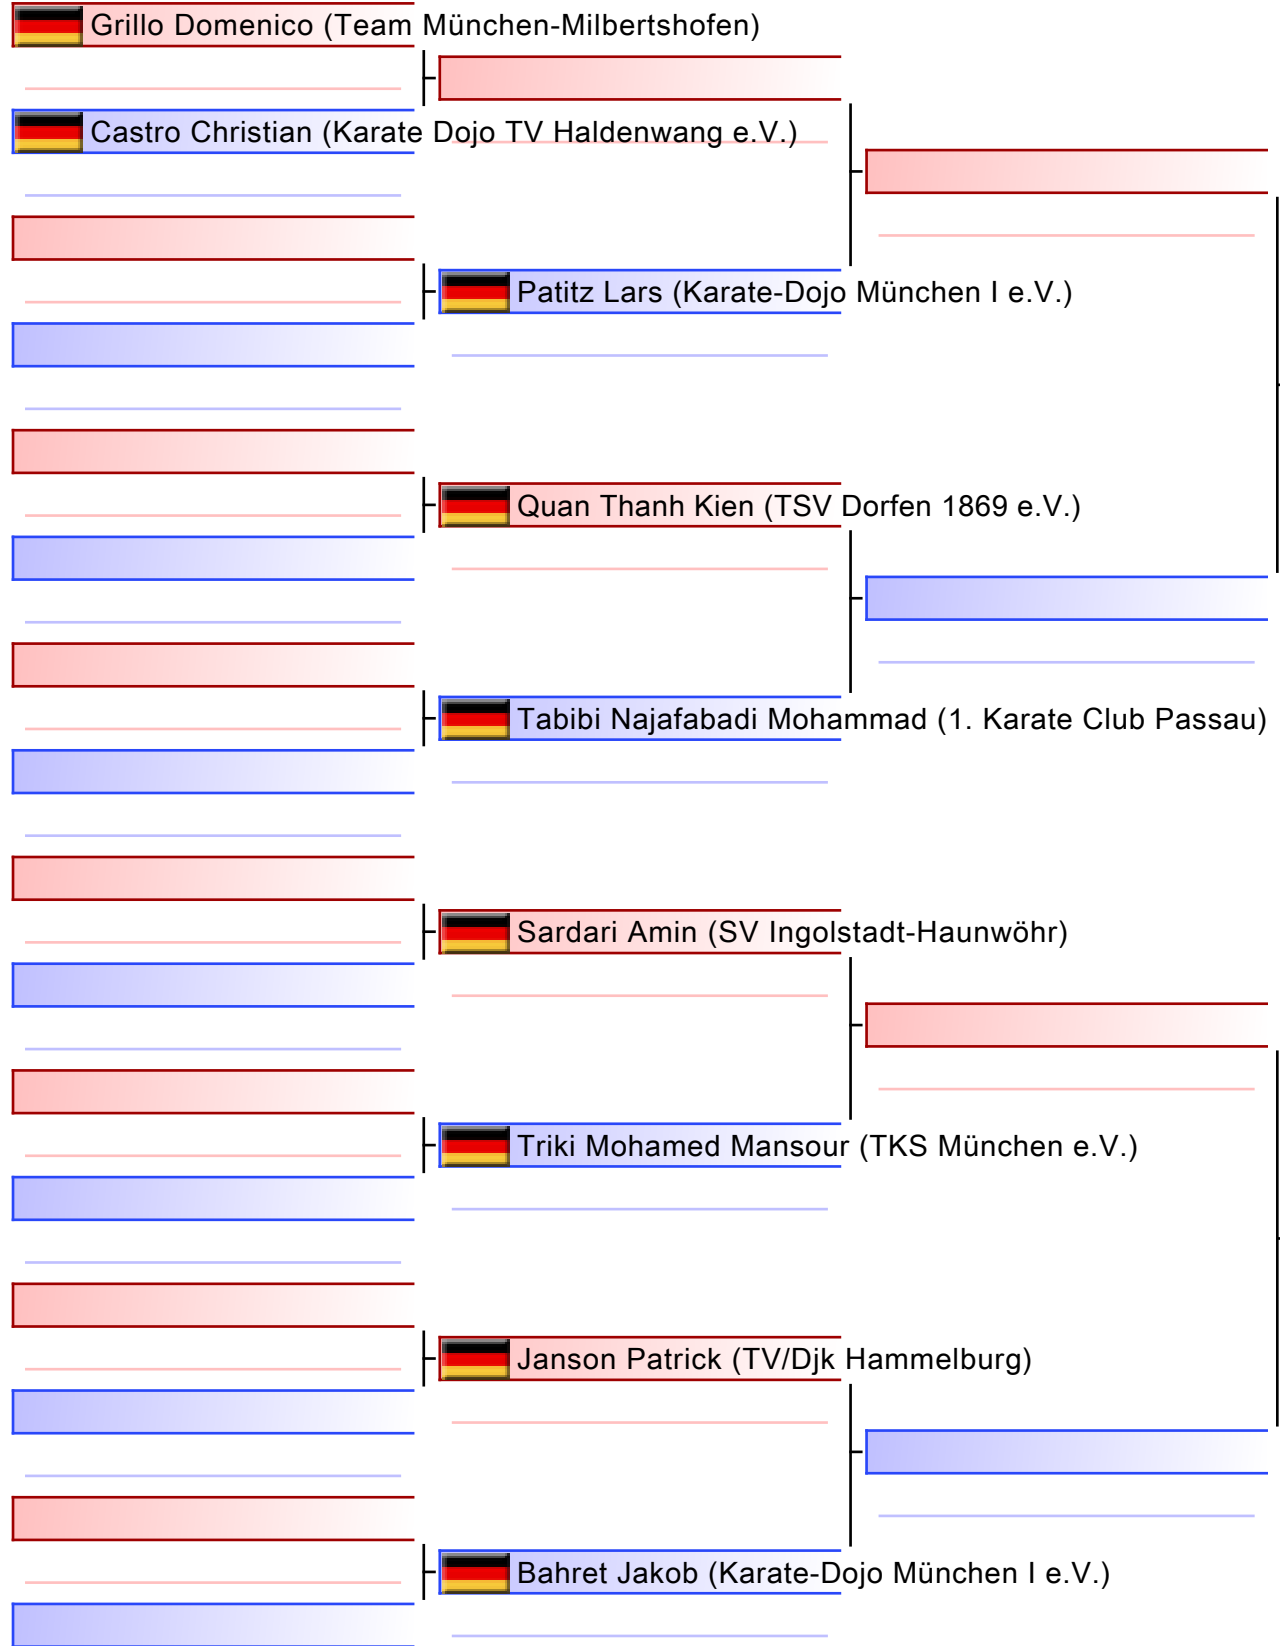 Grillo Domenico (Team München-Milbertshofen)
Castro Christian (Karate Dojo TV Haldenwang e.V.)
Patitz Lars (Karate-Dojo München I e.V.)
Quan Thanh Kien (TSV Dorfen 1869 e.V.)
Tabibi Najafabadi Mohammad (1. Karate Club Passau)
Sardari Amin (SV Ingolstadt-Haunwöhr)
Triki Mohamed Mansour (TKS München e.V.)
Janson Patrick (TV/Djk Hammelburg)
Bahret Jakob (Karate-Dojo München I e.V.)